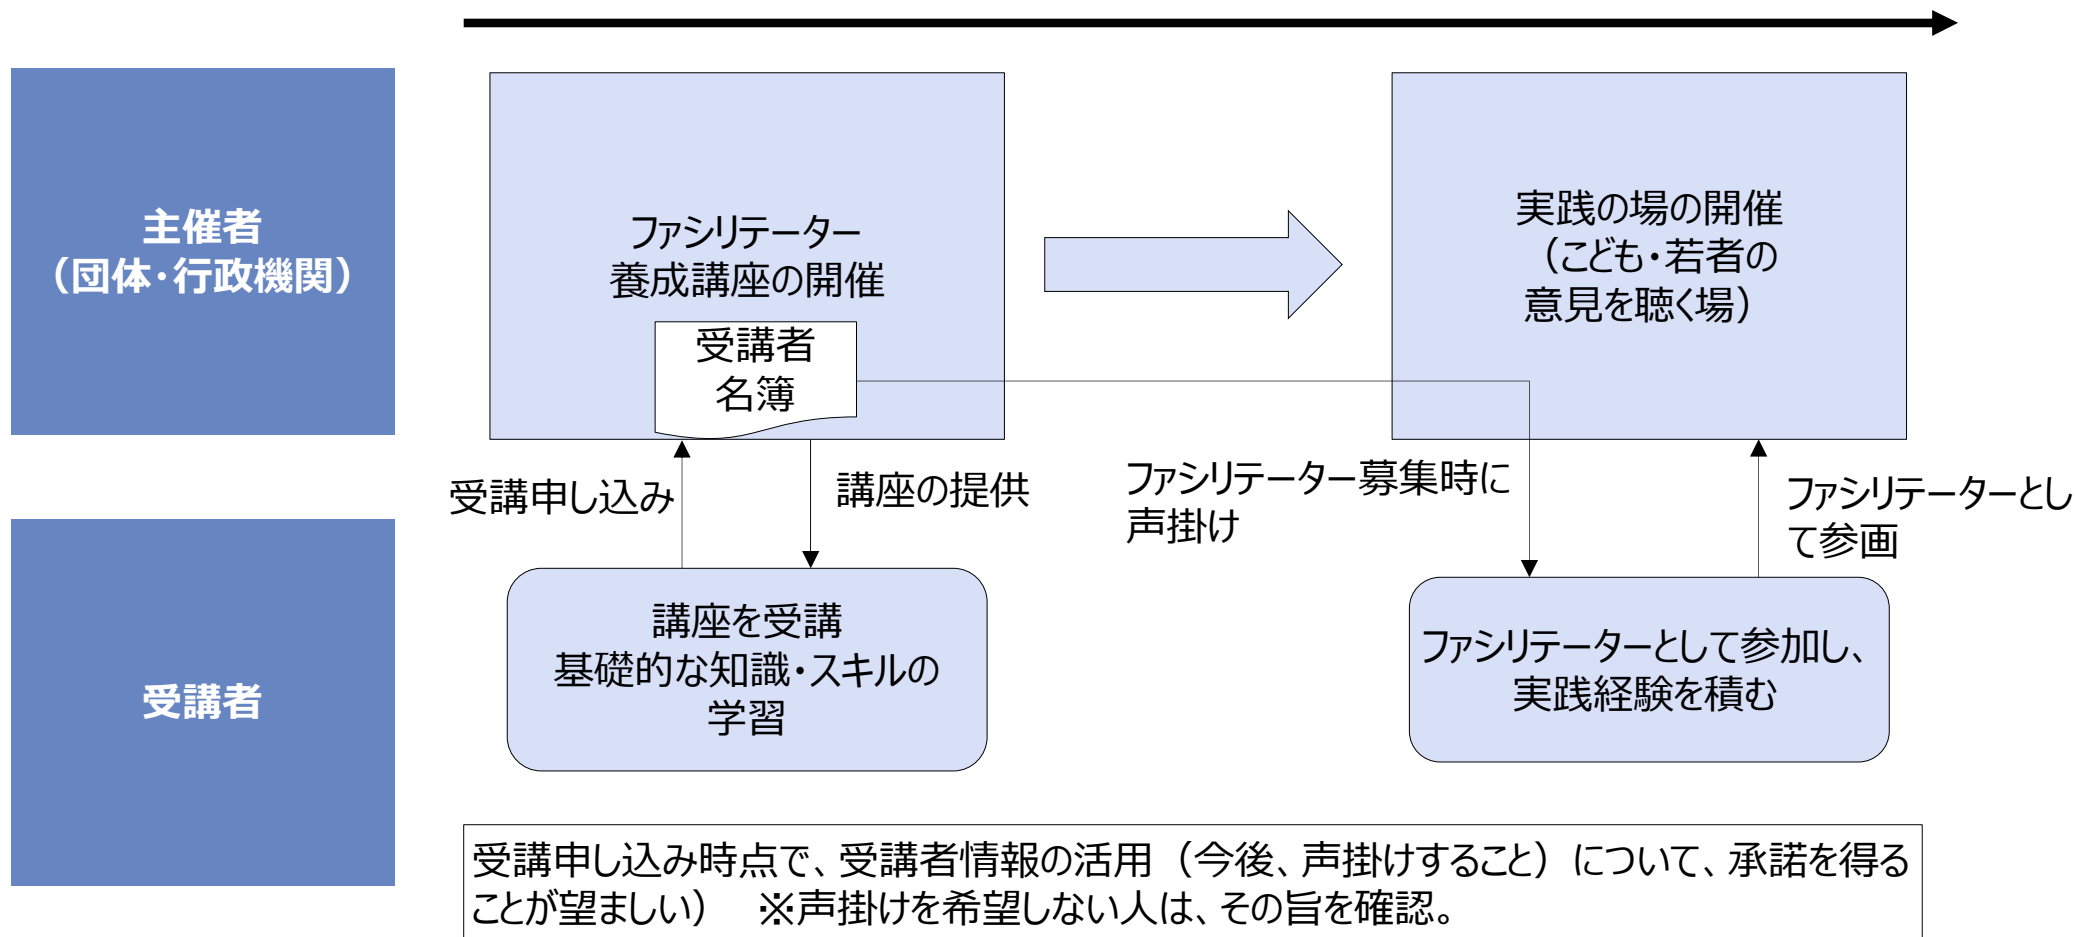 主催者
（団体・行政機関）
ファシリテーター
養成講座の開催
受講者
名簿
実践の場の開催
（こども・若者の
意見を聴く場）
受講申し込み
講座の提供
ファシリテーター募集時に
声掛け
ファシリテーターとし
て参画
受講者
講座を受講
基礎的な知識・スキルの
学習
ファシリテーターとして参加し、
実践経験を積む
受講申し込み時点で、受講者情報の活用（今後、声掛けすること）について、承諾を得る
ことが望ましい）　※声掛けを希望しない人は、その旨を確認。